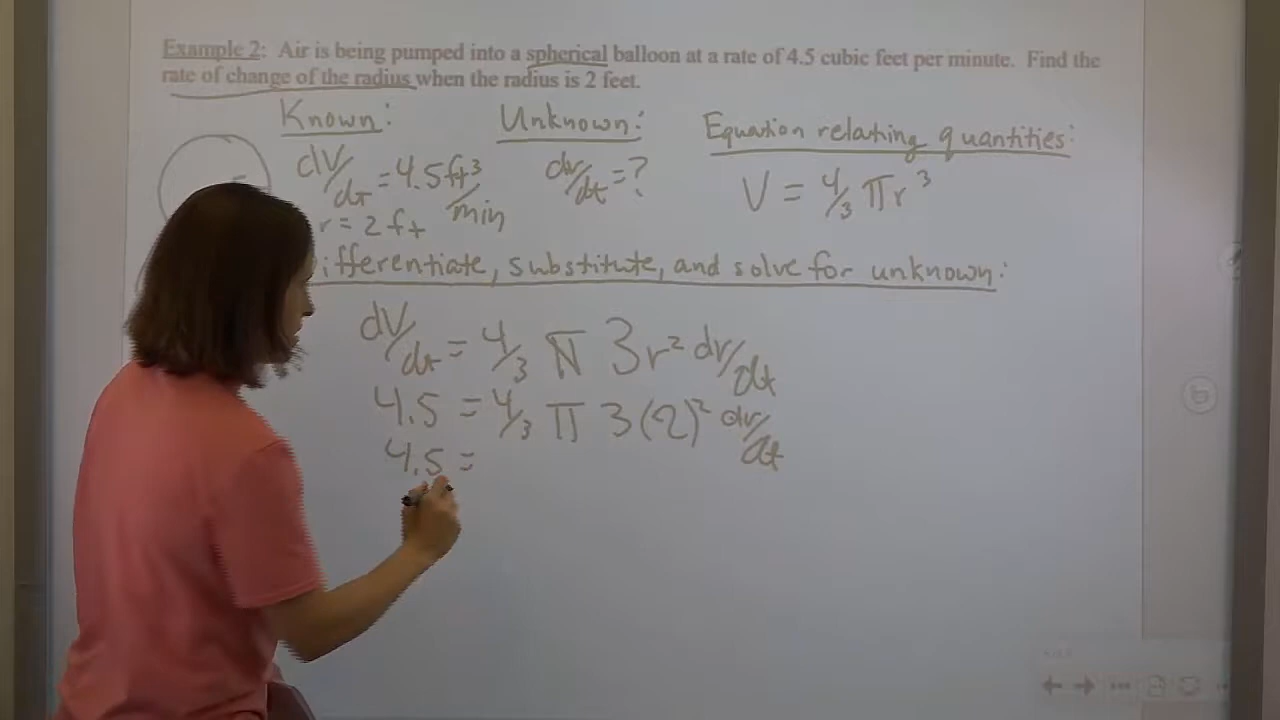 Example 2: Air is being pumped into a spherical balloon at a rate of 4.5 cubic feet per minute. Find the
rate of change of the radius when the radius is 2 feet.
Known: Unknown: Equation relating quantities:
dV/dt = 4.5 ft³/min dr/dt = ? V = 4/3 πr³
r = 2 ft
ifferentiate, substitute, and solve for unknown:
dV/dt = 4/3 π 3r² dr/dt
4.5 = 4/3 π 3(2)² dr/dt
4.5 =